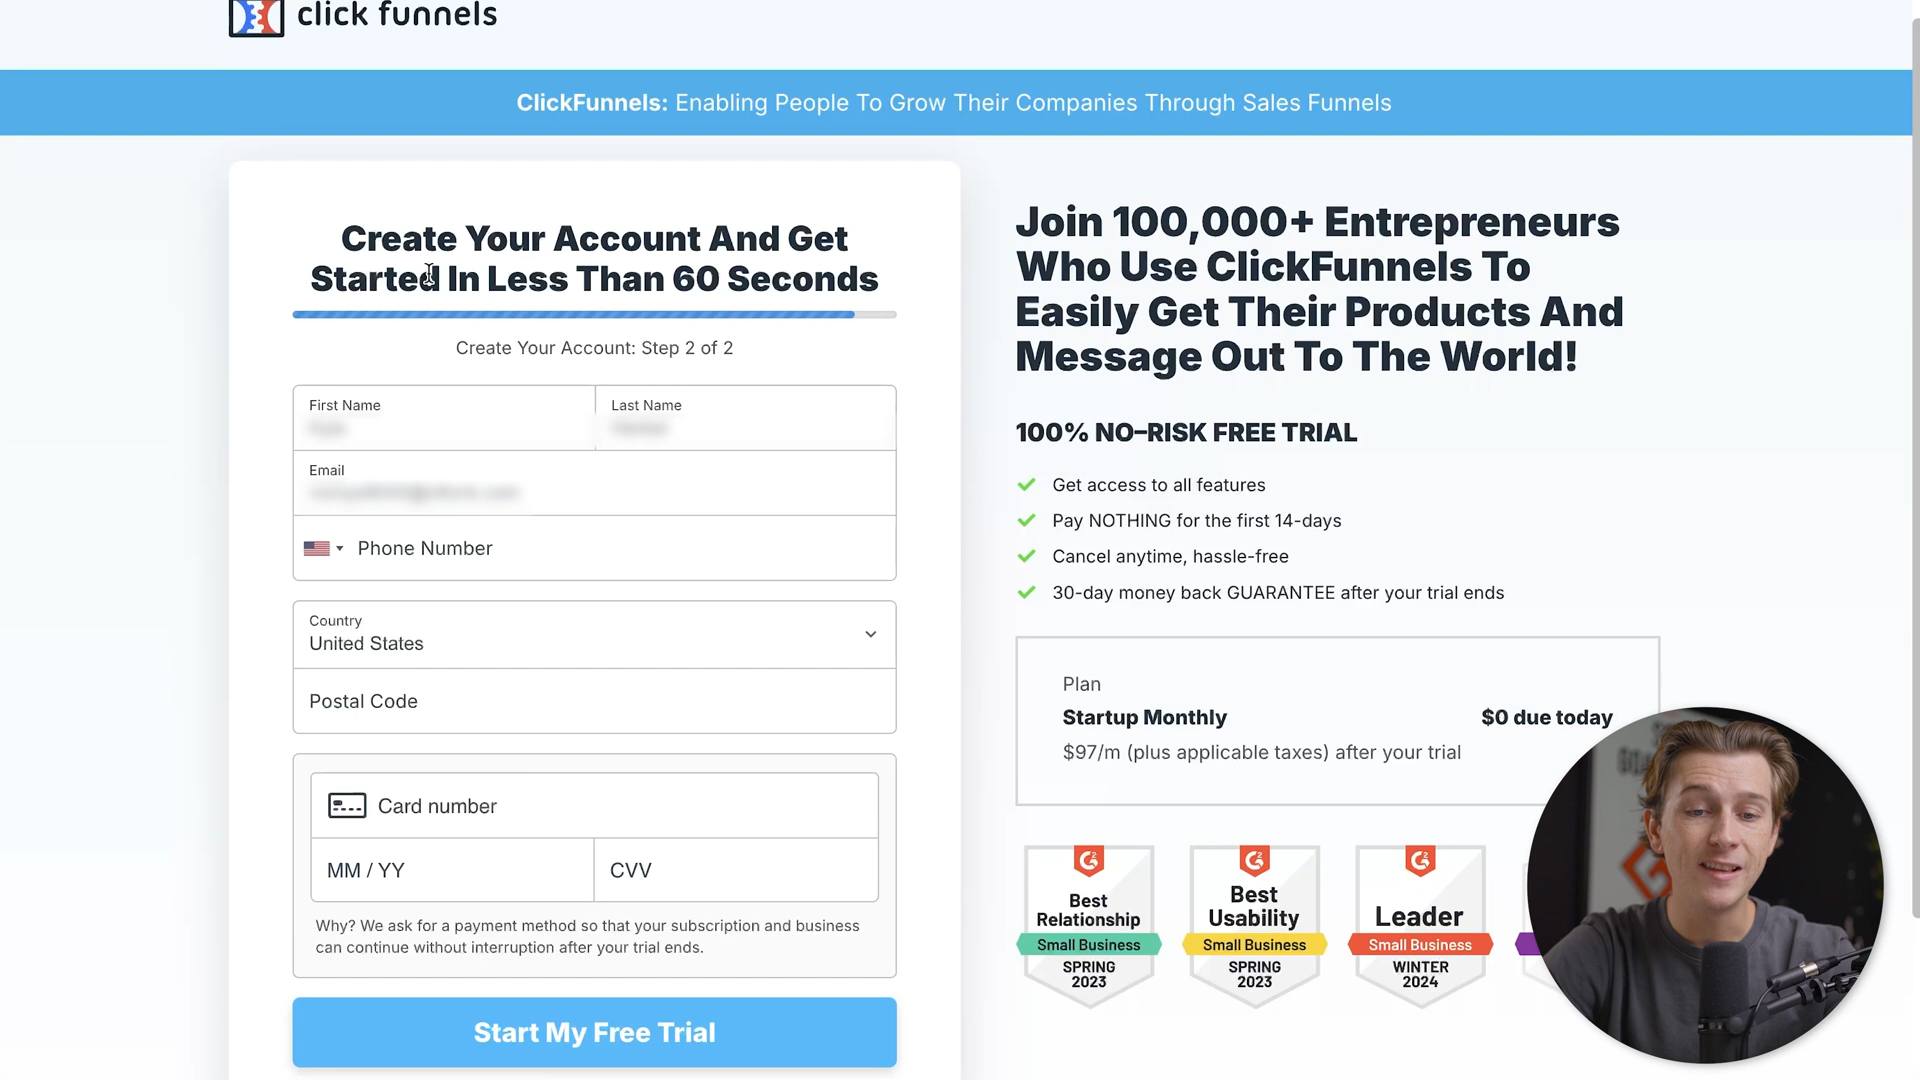 click funnels
ClickFunnels: Enabling People To Grow Their Companies Through Sales Funnels
Create Your Account And Get
Started In Less Than 60 Seconds
Create Your Account: Step 2 of 2
First Name
Last Name
Email
Phone Number
Country
United States
Postal Code
Card number
MM / YY
CVV
Why? We ask for a payment method so that your subscription and business
can continue without interruption after your trial ends.
Start My Free Trial
Join 100,000+ Entrepreneurs
Who Use ClickFunnels To
Easily Get Their Products And
Message Out To The World!
100% NO-RISK FREE TRIAL
Get access to all features
Pay NOTHING for the first 14-days
Cancel anytime, hassle-free
30-day money back GUARANTEE after your trial ends
Plan
Startup Monthly
$0 due today
$97/m (plus applicable taxes) after your trial
Best
Relationship
Small Business
SPRING
2023
Best
Usability
Small Business
SPRING
2023
Leader
Small Business
WINTER
2024